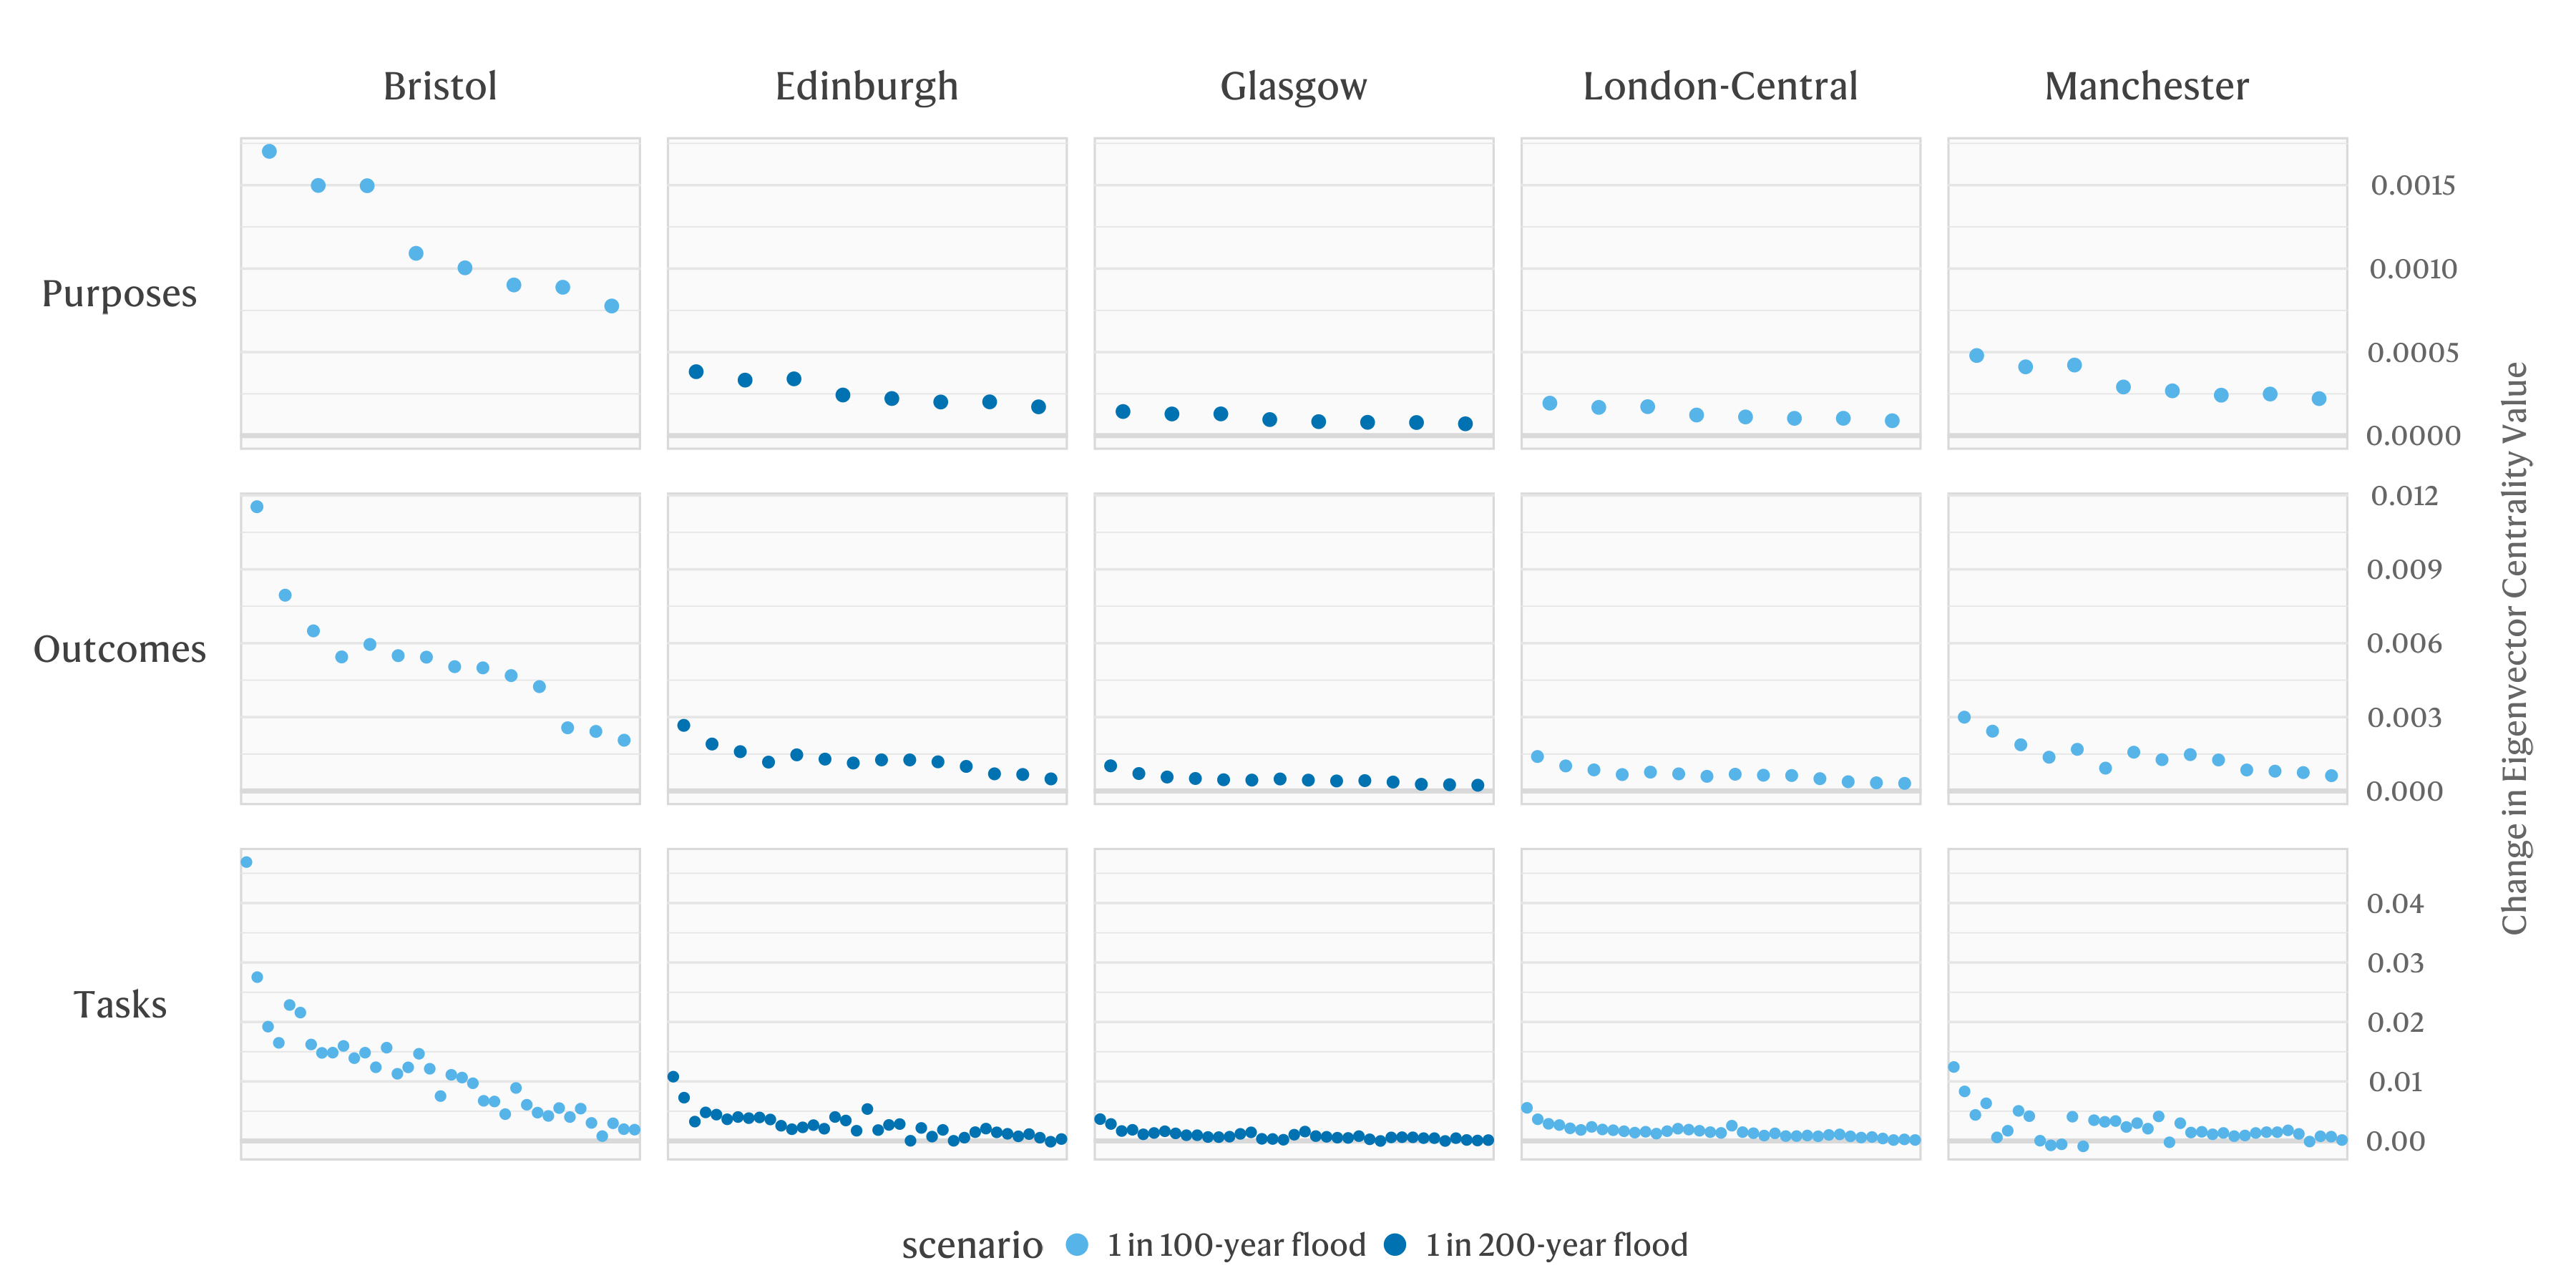 Bristol Edinburgh Glasgow London-Central Manchester
Purposes
0.0015
0.0010
0.0005
0.0000
Outcomes
0.012
0.009
0.006
0.003
0.000
Tasks
0.04
0.03
0.02
0.01
0.00
Change in Eigenvector Centrality Value
scenario 1 in 100-year flood 1 in 200-year flood